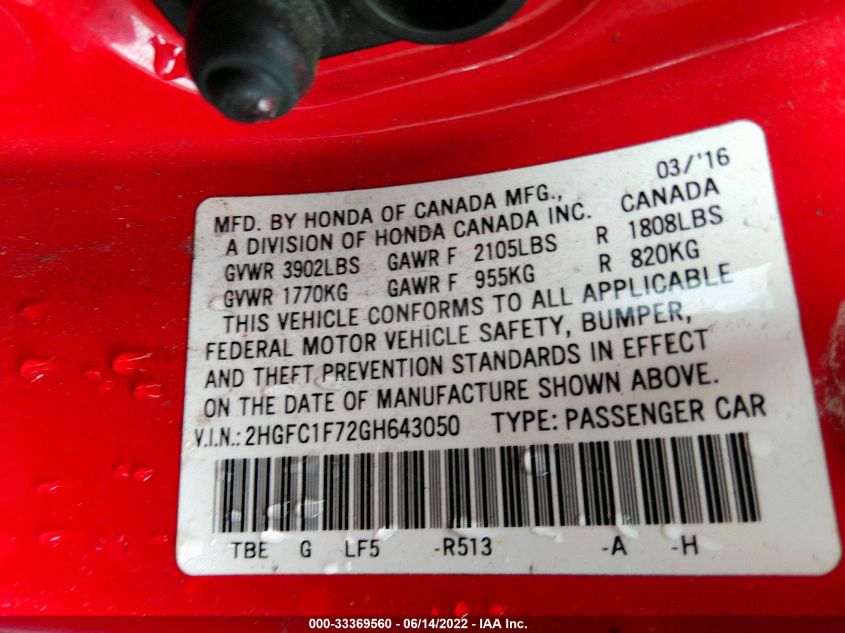 03/'16
MFD. BY HONDA OF CANADA MFG.,
A DIVISION OF HONDA CANADA INC. CANADA
GVWR 3902LBS GAWR F 2105LBS R 1808LBS
GVWR 1770KG GAWR F 955KG R 820KG
THIS VEHICLE CONFORMS TO ALL APPLICABLE
FEDERAL MOTOR VEHICLE SAFETY, BUMPER,
AND THEFT PREVENTION STANDARDS IN EFFECT
ON THE DATE OF MANUFACTURE SHOWN ABOVE.
V.I.N.: 2HGFC1F72GH643050 TYPE: PASSENGER CAR
TBE G LF5 -R513 -A -H
000-33369560 - 06/14/2022 - IAA Inc.